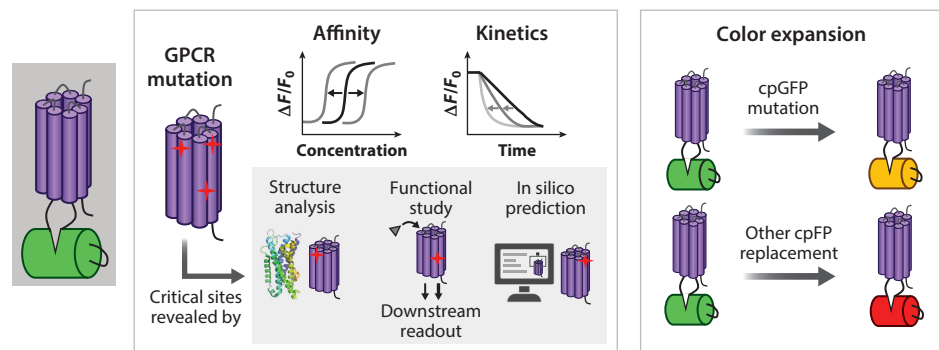 GPCR
mutation
Affinity
ΔF/F0
Concentration
Kinetics
ΔF/F0
Time
Critical sites
revealed by
Structure
analysis
Functional
study
Downstream
readout
In silico
prediction
Color expansion
cpGFP
mutation
Other cpFP
replacement